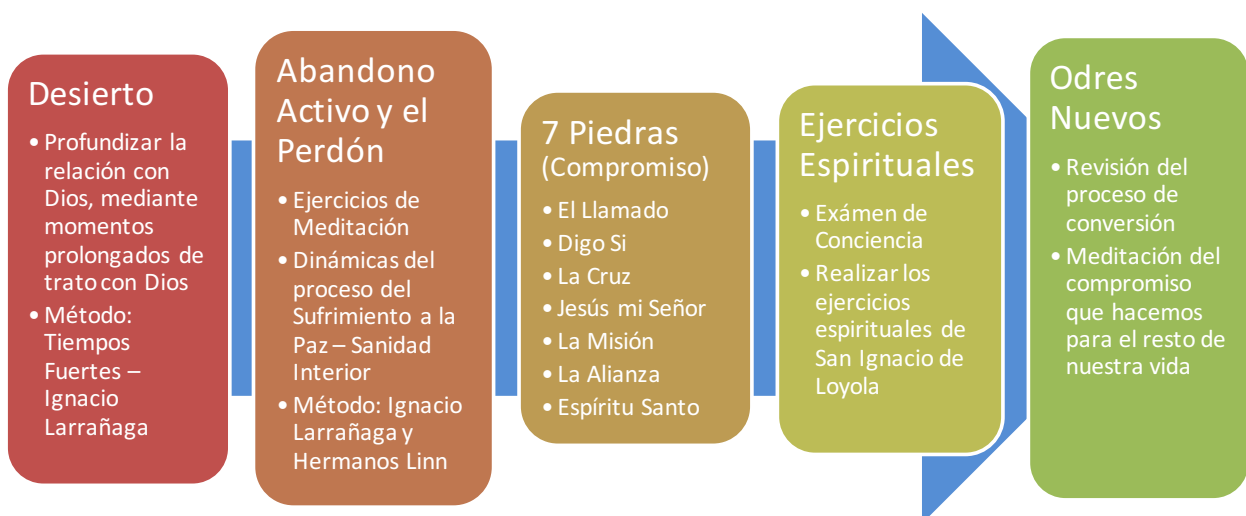 Desierto
• Profundizar la
relación con
Dios, mediante
momentos
prolongados de
trato con Dios
• Método:
Tiempos
Fuertes –
Ignacio
Larrañaga
Abandono
Activo y el
Perdón
• Ejercicios de
Meditación
• Dinámicas del
proceso del
Sufrimiento a la
Paz – Sanidad
Interior
• Método: Ignacio
Larrañaga y
Hermanos Linn
7 Piedras
(Compromiso)
• El Llamado
• Digo Si
• La Cruz
• Jesús mi Señor
• La Misión
• La Alianza
• Espíritu Santo
Ejercicios
Espirituales
• Exámen de
Conciencia
• Realizar los
ejercicios
espirituales de
San Ignacio de
Loyola
Odres
Nuevos
• Revisión del
proceso de
conversión
• Meditación del
compromiso
que hacemos
para el resto de
nuestra vida